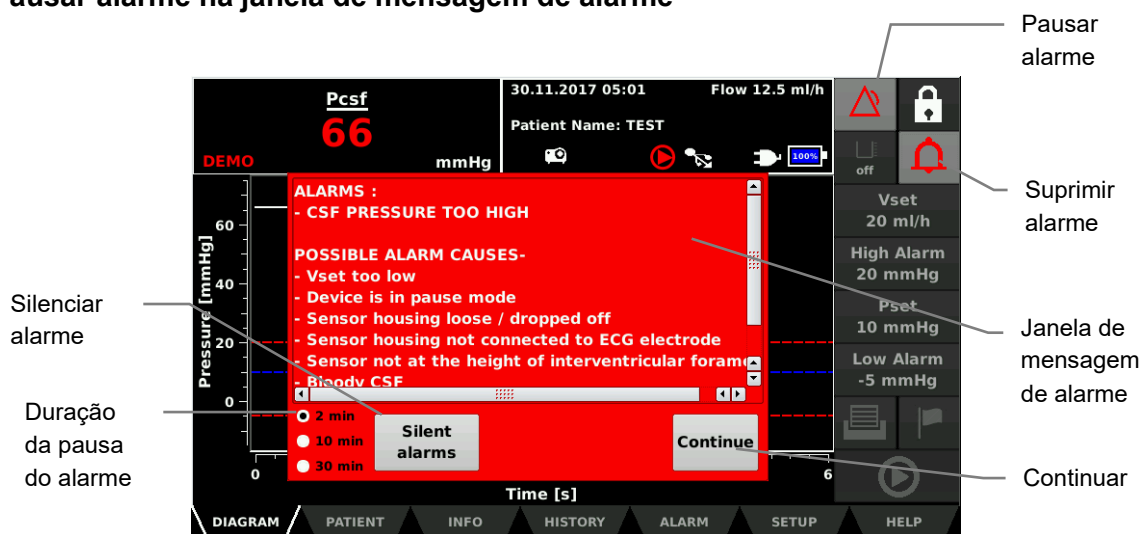 ausar alarme na janela de mensagem de alarme
Pausar
alarme
Pcsf
66
DEMO
mmHg
30.11.2017 05:01 Flow 12.5 ml/h
Patient Name: TEST
100%
off
Suprimir
alarme
Vset
20 ml/h
High Alarm
20 mmHg
Pset
10 mmHg
Low Alarm
-5 mmHg
ALARMS :
- CSF PRESSURE TOO HIGH
POSSIBLE ALARM CAUSES-
- Vset too low
- Device is in pause mode
- Sensor housing loose / dropped off
- Sensor housing not connected to ECG electrode
- Sensor not at the height of interventricular forame
- Bloody CSF
Pressure [mmHg]
60
40
20
0
Silenciar
alarme
Janela de
mensagem
de alarme
Duração
da pausa
do alarme
2 min
10 min
30 min
Silent
alarms
Continue
Continuar
0
6
Time [s]
DIAGRAM PATIENT INFO HISTORY ALARM SETUP HELP